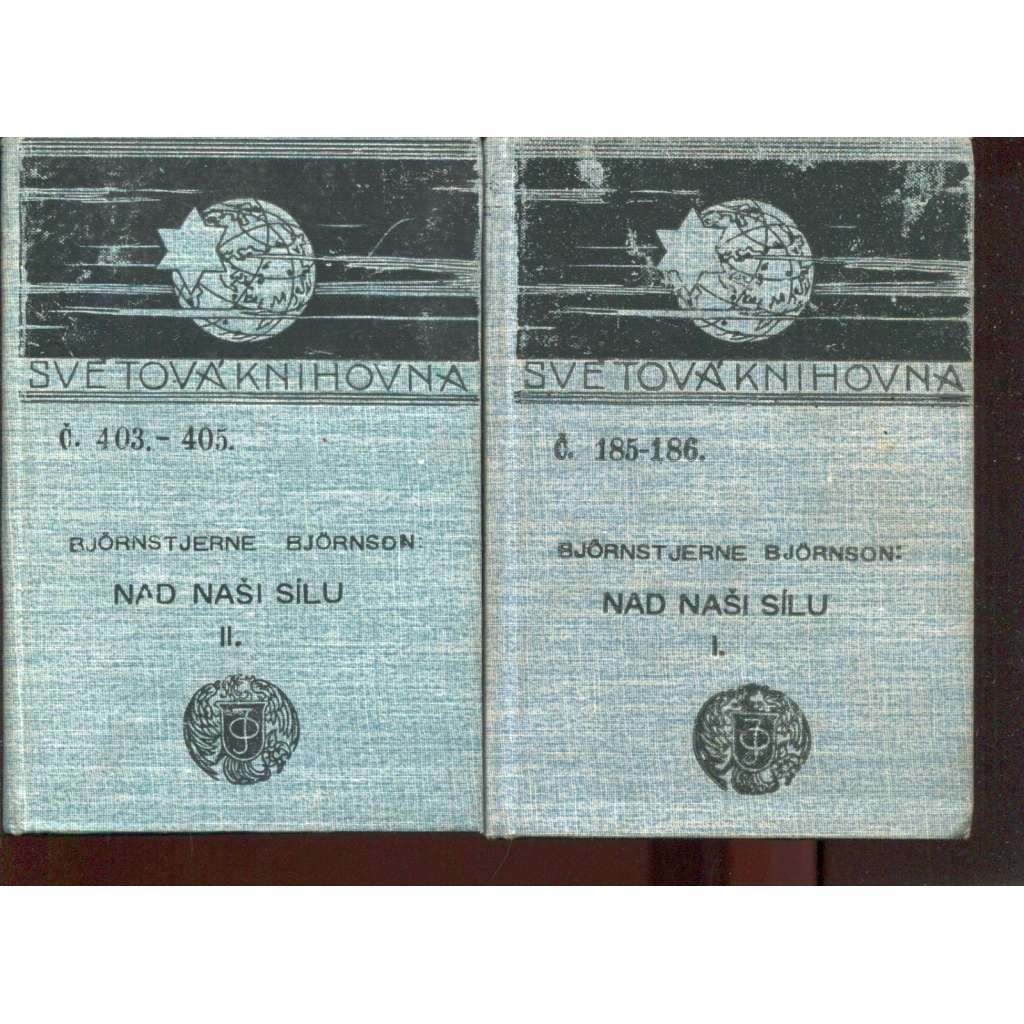 SVĚTOVÁ KNIHOVNA
Č. 403.- 405.
BJÖRNSTJERNE BJÖRNSON:
NAD NAŠI SÍLU
II.
SVĚTOVÁ KNIHOVNA
Č. 185-186.
BJÖRNSTJERNE BJÖRNSON:
NAD NAŠI SÍLU
I.